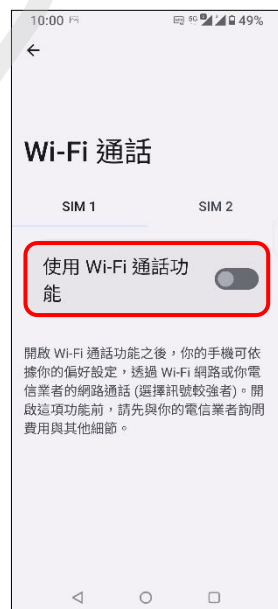 10:00 5G 49%
Wi-Fi 通話
SIM 1 SIM 2
使用 Wi-Fi 通話功
能
開啟 Wi-Fi 通話功能之後，你的手機可依
據你的偏好設定，透過 Wi-Fi 網路或你電
信業者的網路通話 (選擇訊號較強者)。開
啟這項功能前，請先與你的電信業者詢問
費用與其他細節。